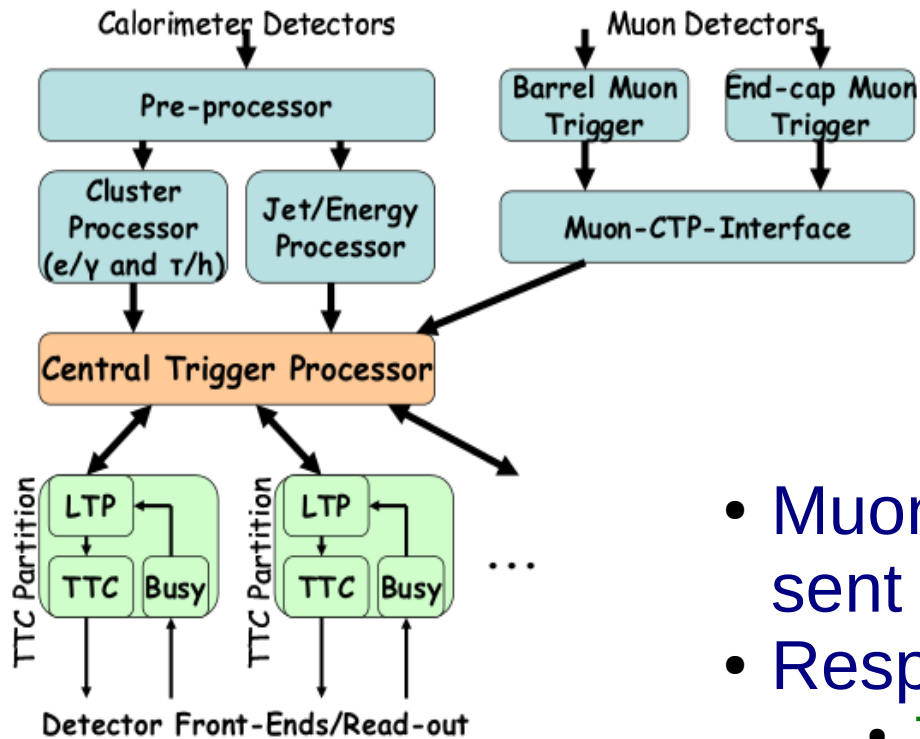 Calorimeter Detectors
Muon Detectors
Pre-processor
Barrel Muon
Trigger
End-cap Muon
Trigger
Cluster
Processor
(e/γ and τ/h)
Jet/Energy
Processor
Muon-CTP-Interface
Central Trigger Processor
TTC Partition
LTP
TTC
Busy
TTC Partition
LTP
TTC
Busy
...
Detector Front-Ends/Read-out
• 
sent
•
•